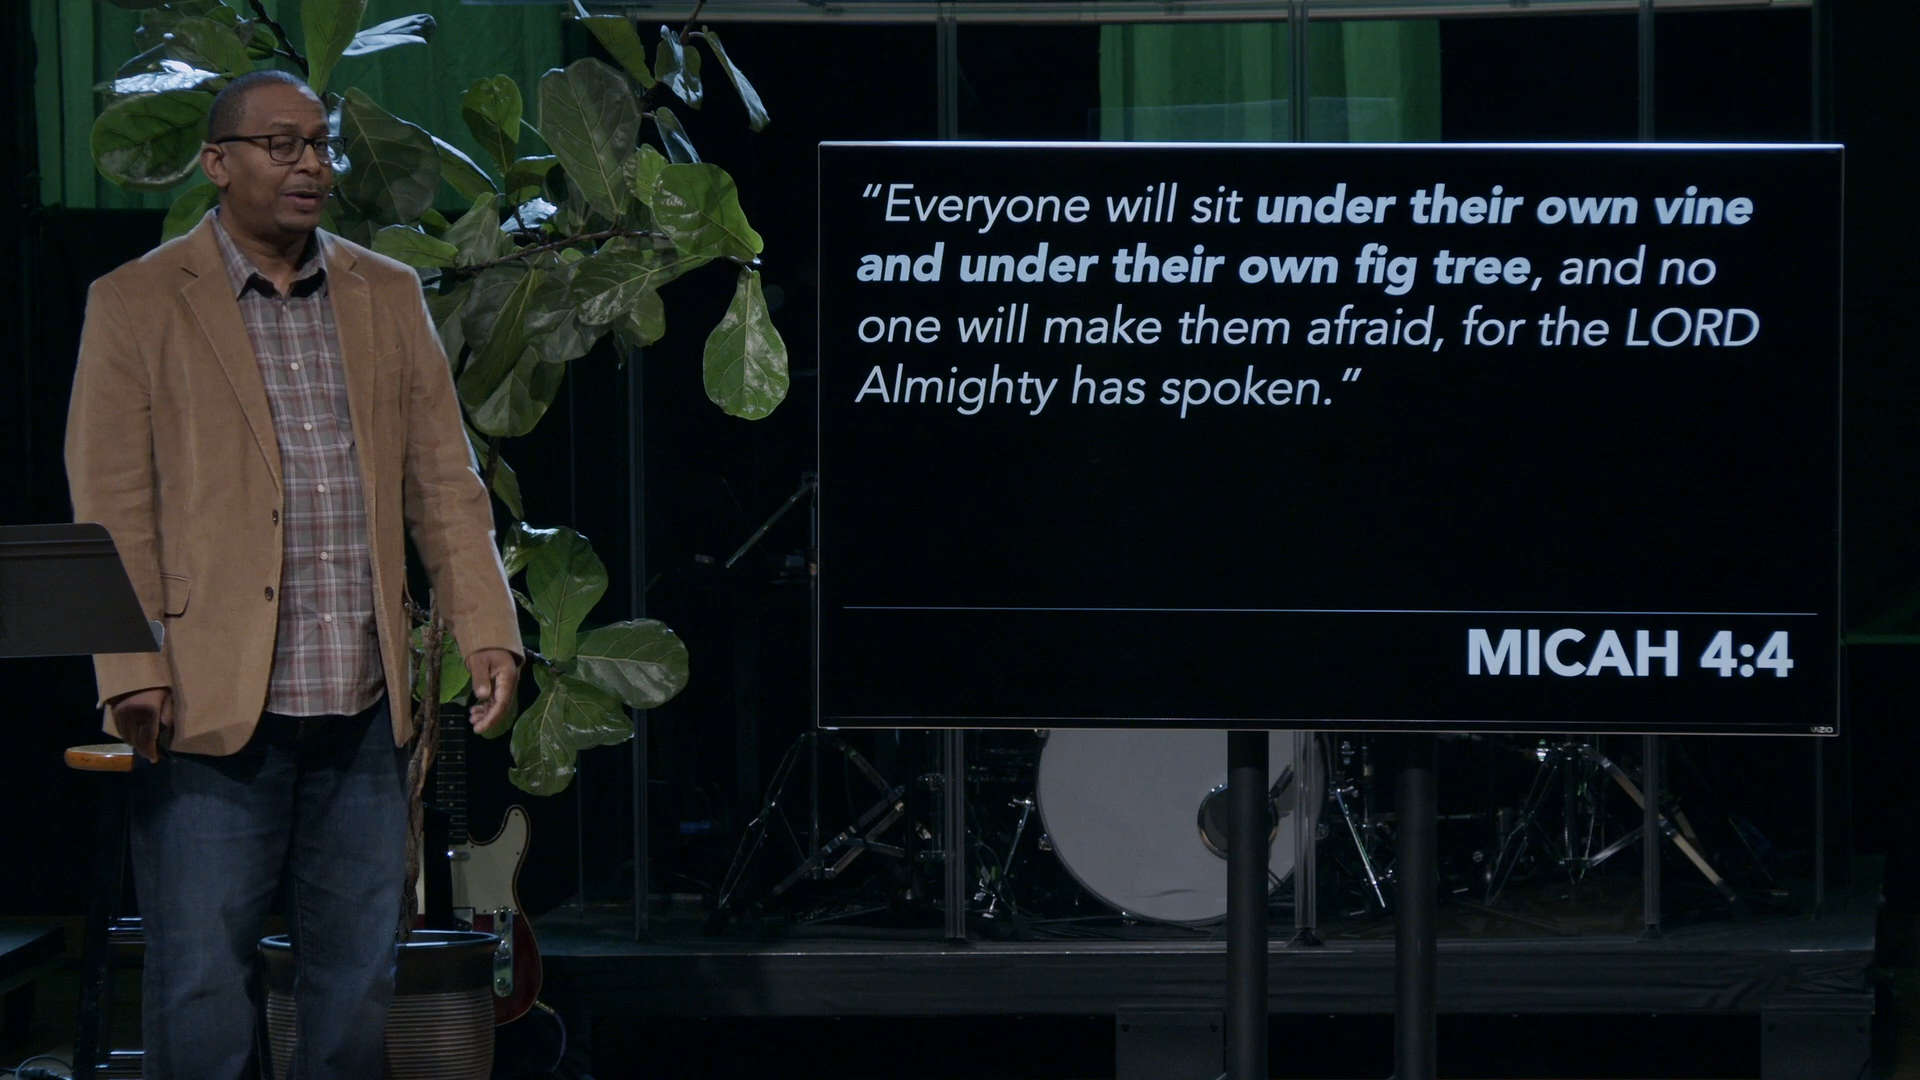 “Everyone will sit under their own vine
and under their own fig tree, and no
one will make them afraid, for the LORD
Almighty has spoken.”
MICAH 4:4
VIZIO